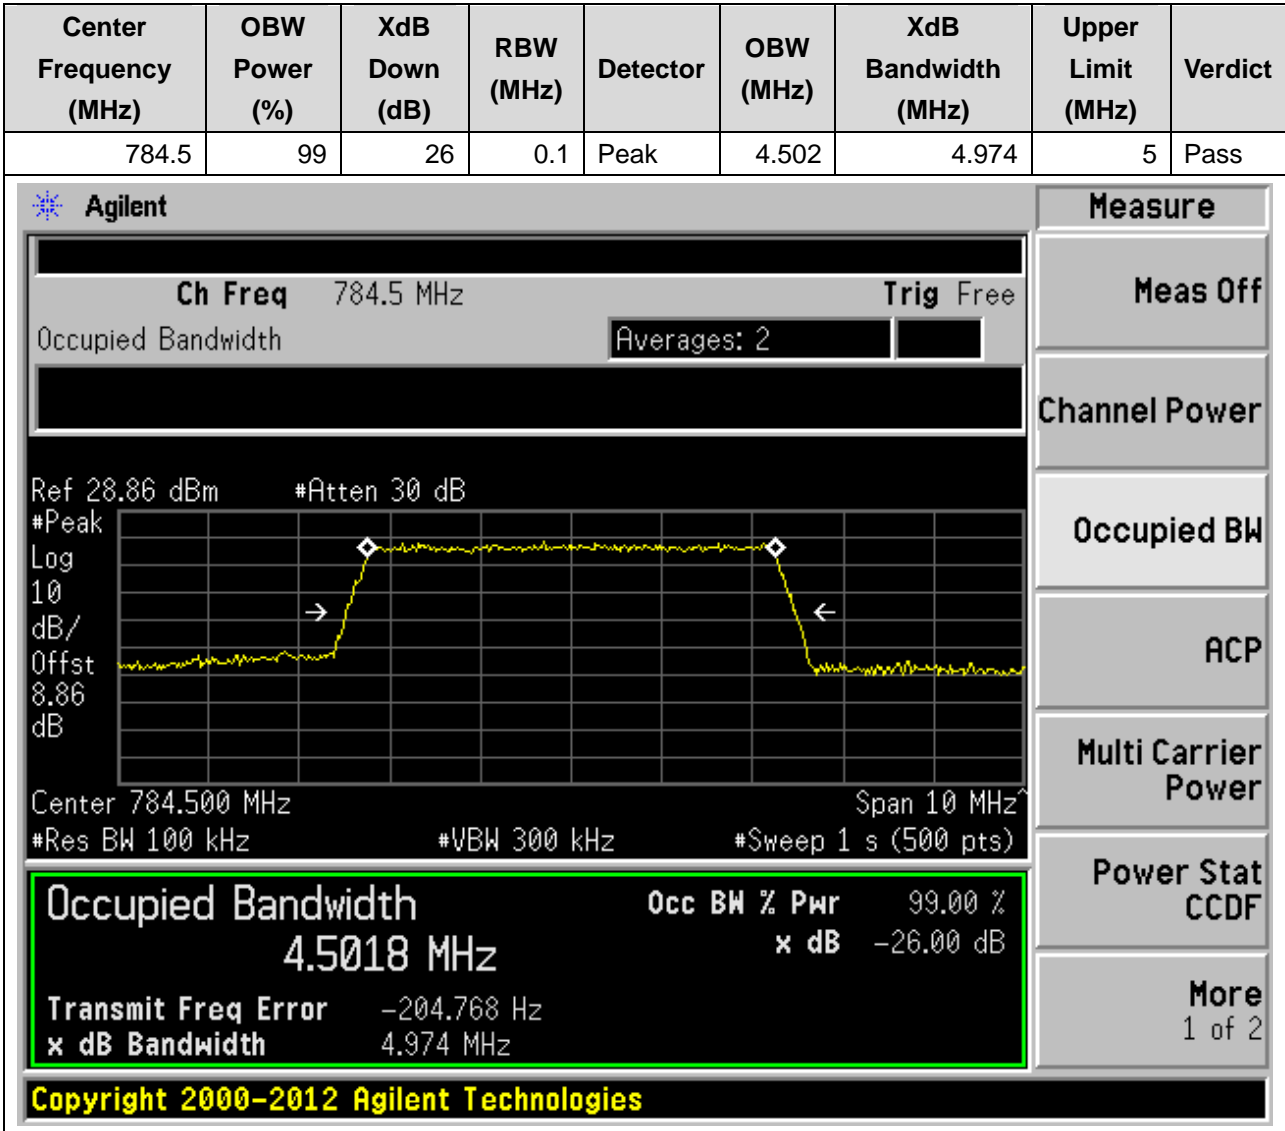 Center Frequency (MHz) OBW Power (%) XdB Down (dB) RBW (MHz) Detector OBW (MHz) XdB Bandwidth (MHz) Upper Limit (MHz) Verdict
784.5 99 26 0.1 Peak 4.502 4.974 5 Pass
Agilent
Measure
Ch Freq 784.5 MHz Trig Free
Meas Off
Occupied Bandwidth Averages: 2
Channel Power
Ref 28.86 dBm #Atten 30 dB
#Peak
Log
10
dB/
Offst
8.86
dB
Occupied BW
ACP
Multi Carrier
Power
Center 784.500 MHz Span 10 MHz^
#Res BW 100 kHz #VBW 300 kHz #Sweep 1 s (500 pts)
Power Stat
CCDF
Occupied Bandwidth Occ BW % Pwr 99.00 %
4.5018 MHz x dB -26.00 dB
Transmit Freq Error -204.768 Hz
x dB Bandwidth 4.974 MHz
More
1 of 2
Copyright 2000-2012 Agilent Technologies